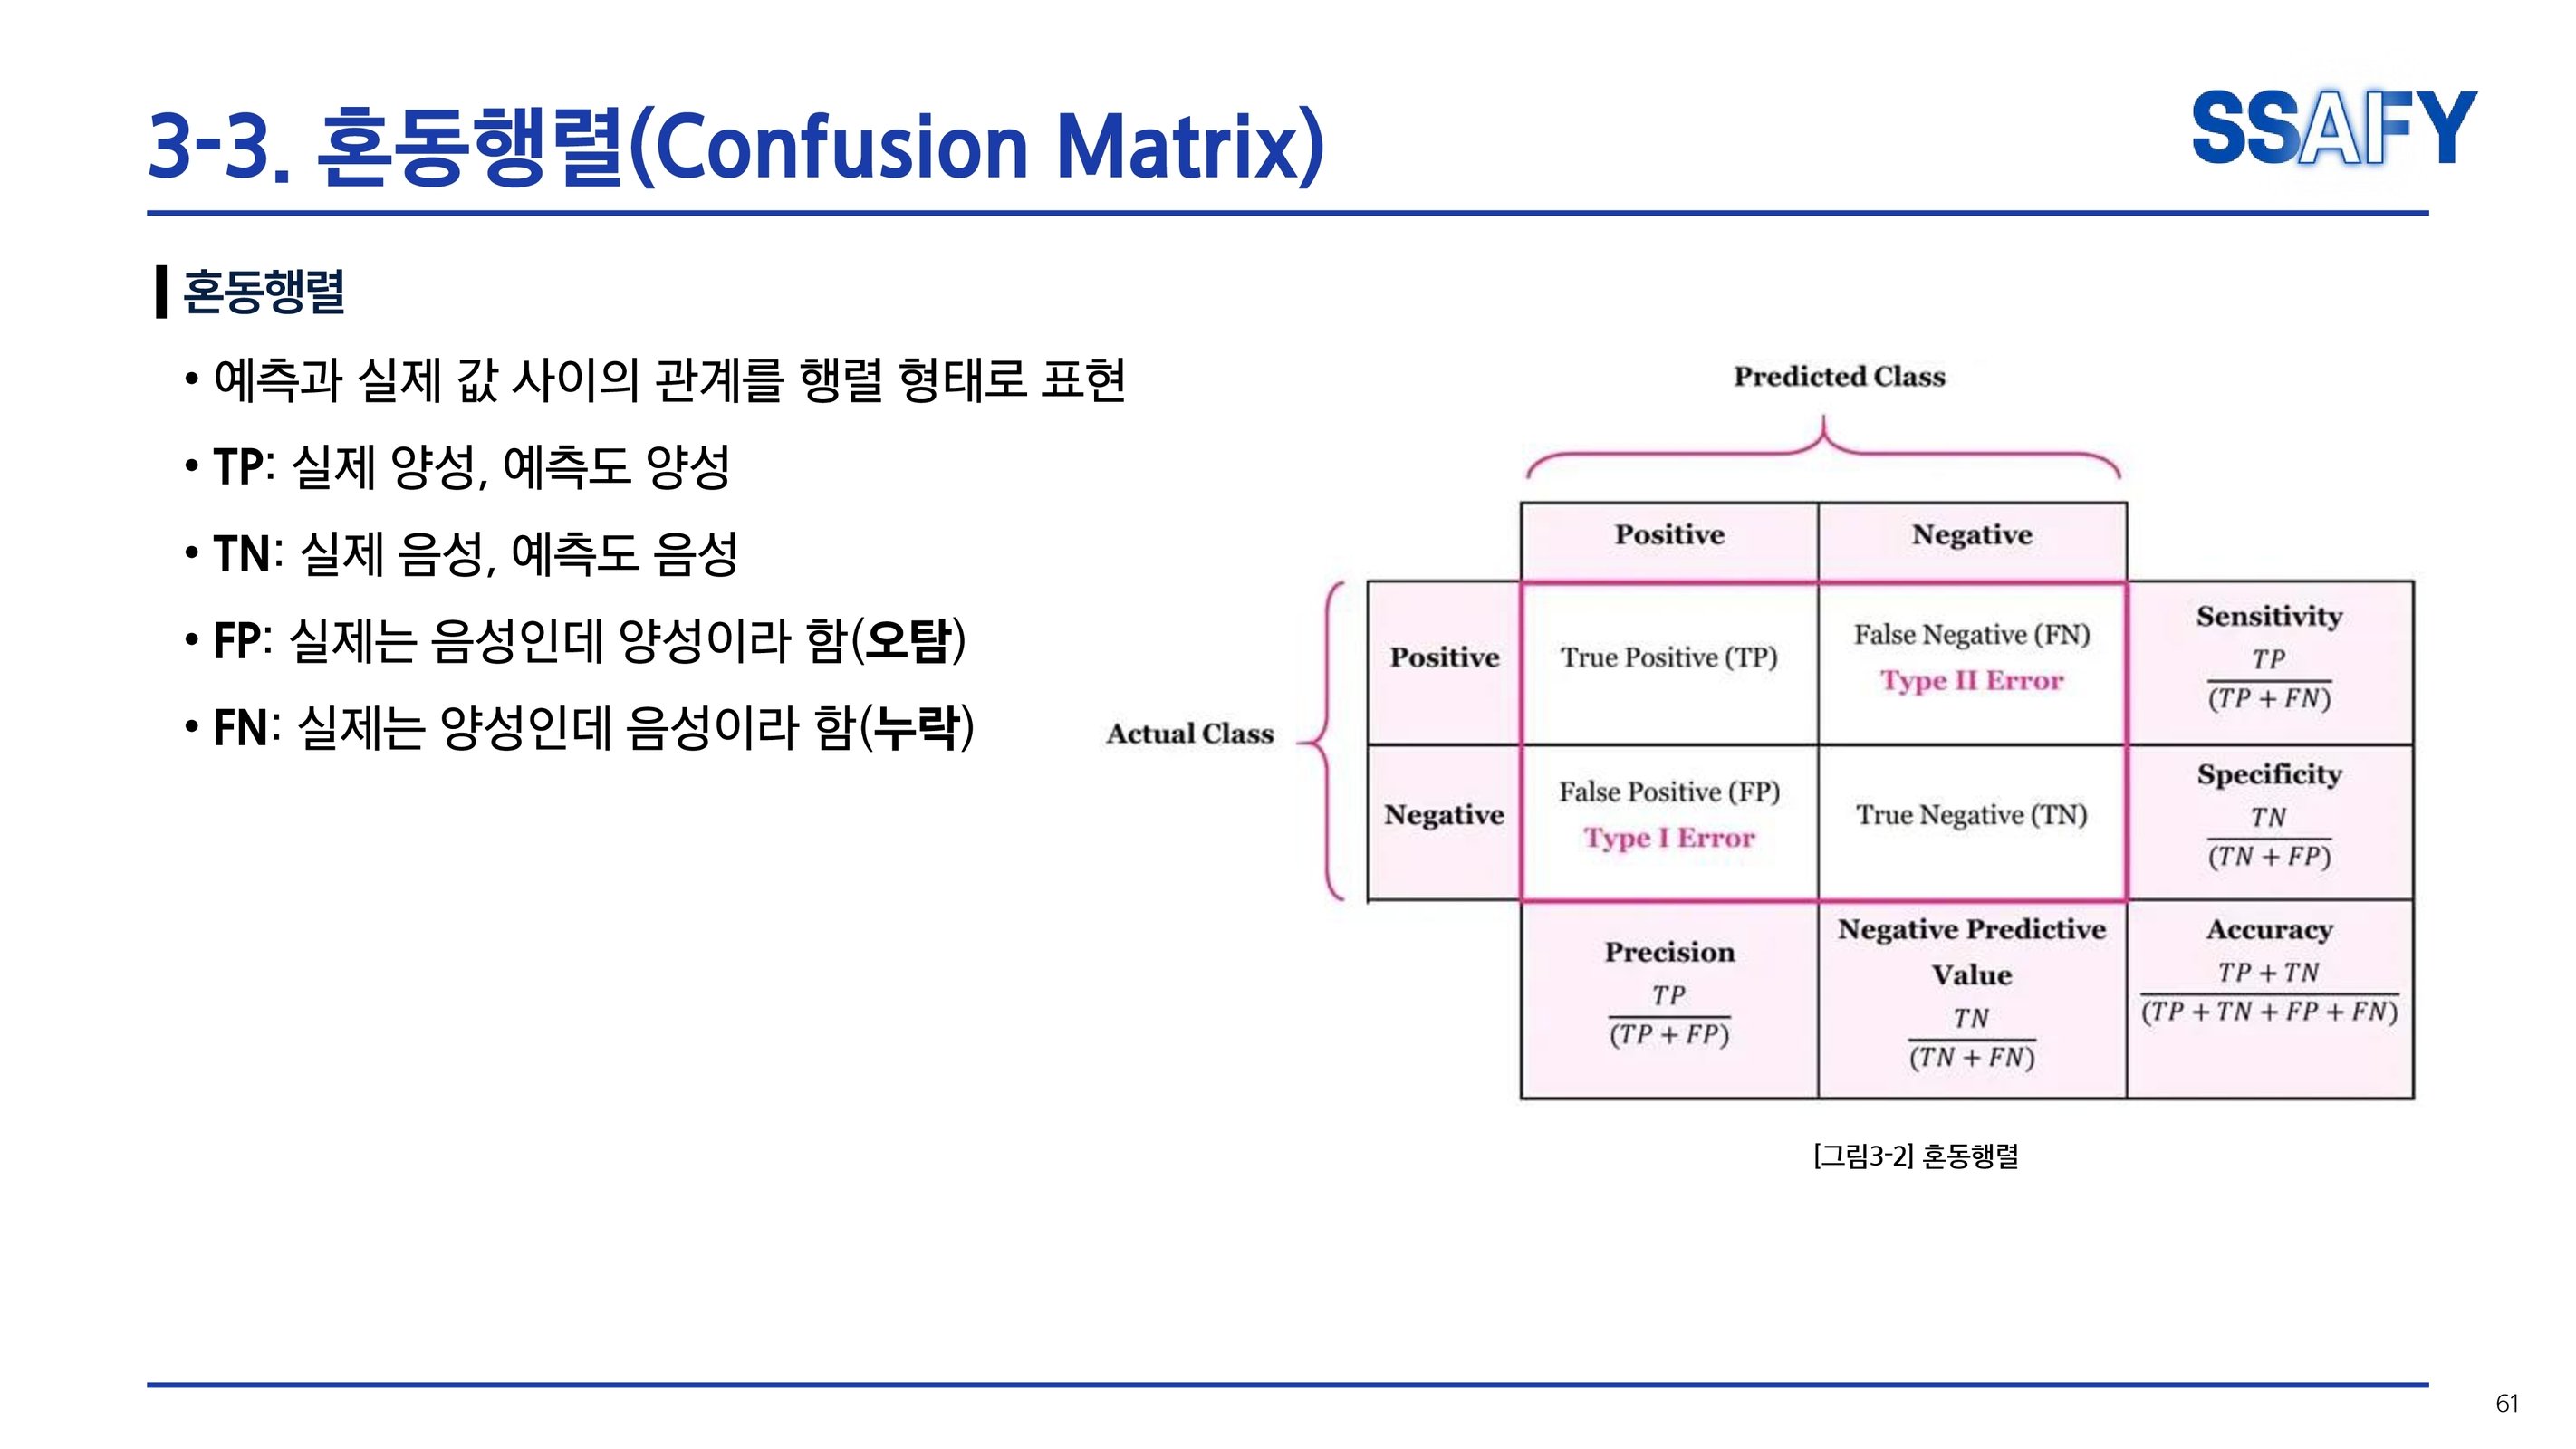 3-3. 혼동행렬(Confusion Matrix)
SSAFY
혼동행렬
• 예측과 실제 값 사이의 관계를 행렬 형태로 표현
• TP: 실제 양성, 예측도 양성
• TN: 실제 음성, 예측도 음성
• FP: 실제는 음성인데 양성이라 함(오탐)
• FN: 실제는 양성인데 음성이라 함(누락)
Predicted Class
Positive
Negative
Actual Class
Positive
True Positive (TP)
False Negative (FN)
Type II Error
Sensitivity
TP
(TP + FN)
Negative
False Positive (FP)
Type I Error
True Negative (TN)
Specificity
TN
(TN + FP)
Precision
TP
(TP + FP)
Negative Predictive
Value
TN
(TN + FN)
Accuracy
TP + TN
(TP + TN + FP + FN)
[그림3-2] 혼동행렬
61